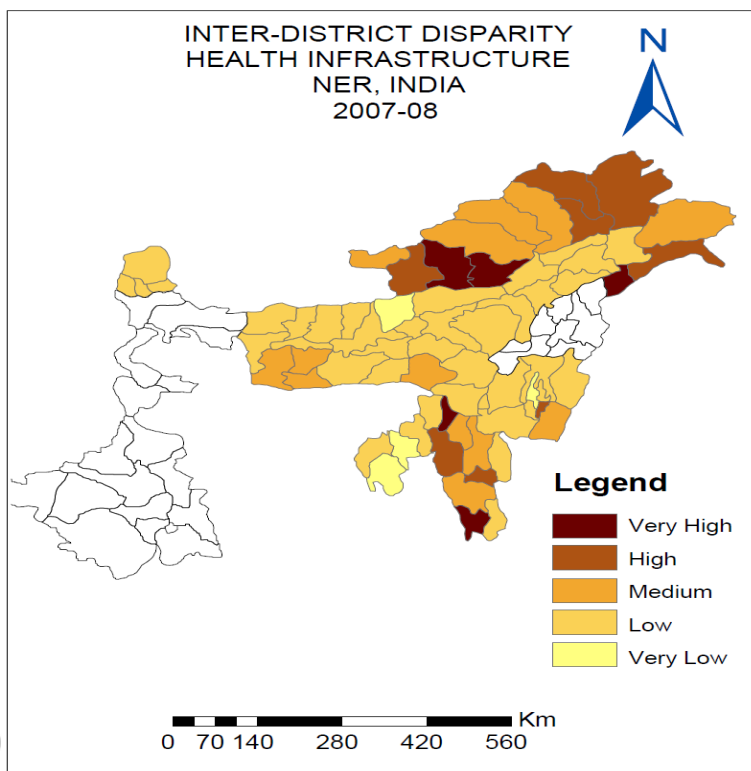 INTER-DISTRICT DISPARITY
HEALTH INFRASTRUCTURE
NER, INDIA
2007-08
N
Legend
Very High
High
Medium
Low
Very Low
Km
0 70 140 280 420 560